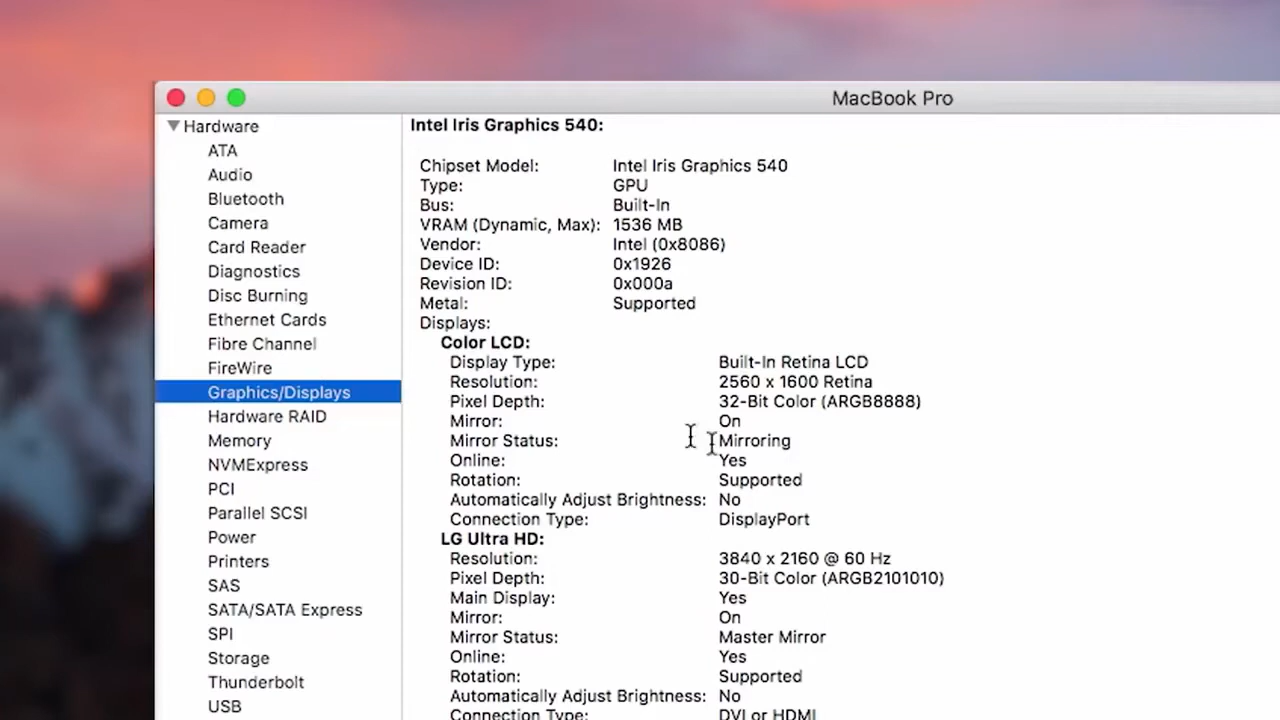 MacBook Pro
Hardware
ATA
Audio
Bluetooth
Camera
Card Reader
Diagnostics
Disc Burning
Ethernet Cards
Fibre Channel
FireWire
Graphics/Displays
Hardware RAID
Memory
NVMExpress
PCI
Parallel SCSI
Power
Printers
SAS
SATA/SATA Express
SPI
Storage
Thunderbolt
USB
Intel Iris Graphics 540:
Chipset Model: Intel Iris Graphics 540
Type: GPU
Bus: Built-In
VRAM (Dynamic, Max): 1536 MB
Vendor: Intel (0x8086)
Device ID: 0x1926
Revision ID: 0x000a
Metal: Supported
Displays:
Color LCD:
Display Type: Built-In Retina LCD
Resolution: 2560 x 1600 Retina
Pixel Depth: 32-Bit Color (ARGB8888)
Mirror: On
Mirror Status: Mirroring
Online: Yes
Rotation: Supported
Automatically Adjust Brightness: No
Connection Type: DisplayPort
LG Ultra HD:
Resolution: 3840 x 2160 @ 60 Hz
Pixel Depth: 30-Bit Color (ARGB2101010)
Main Display: Yes
Mirror: On
Mirror Status: Master Mirror
Online: Yes
Rotation: Supported
Automatically Adjust Brightness: No
Connection Type: DVI or HDMI